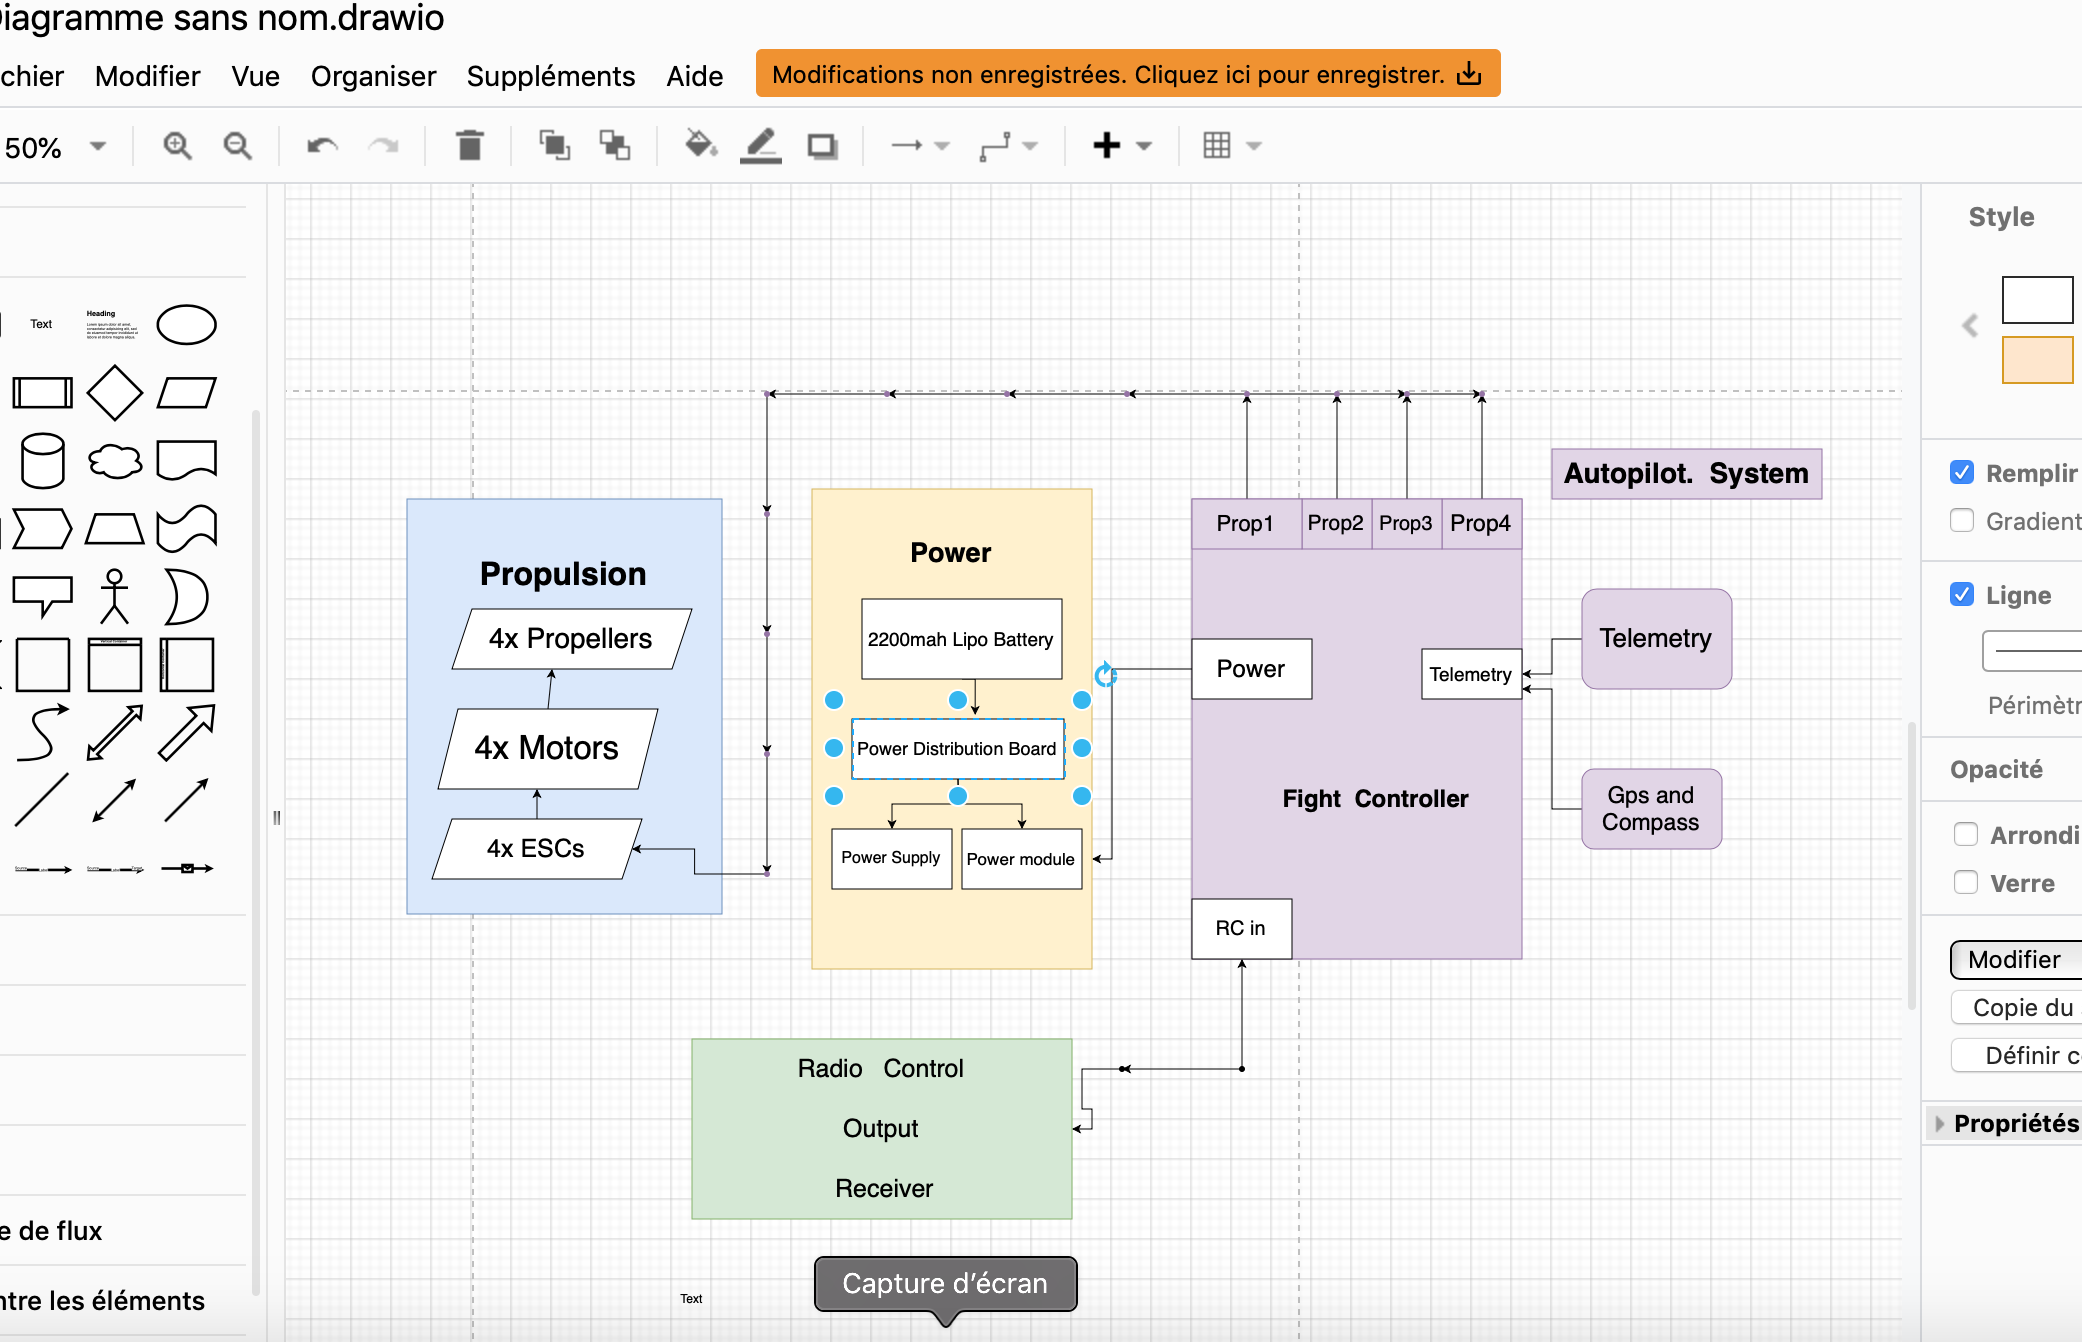 iagramme sans nom.drawio
chier Modifier Vue Organiser Suppléments Aide
Modifications non enregistrées. Cliquez ici pour enregistrer.
50%
Style
Text
Heading
Remplir
Gradient
Ligne
Périmètr
Opacité
Arrondi
Verre
Modifier
Copie du
Définir c
Propriétés
e de flux
ntre les éléments
Autopilot. System
Prop1 Prop2 Prop3 Prop4
Propulsion
4x Propellers
4x Motors
4x ESCs
Power
2200mah Lipo Battery
Power Distribution Board
Power Supply
Power module
Power
Telemetry
Telemetry
Fight Controller
Gps and
Compass
RC in
Radio Control
Output
Receiver
Text
Capture d’écran